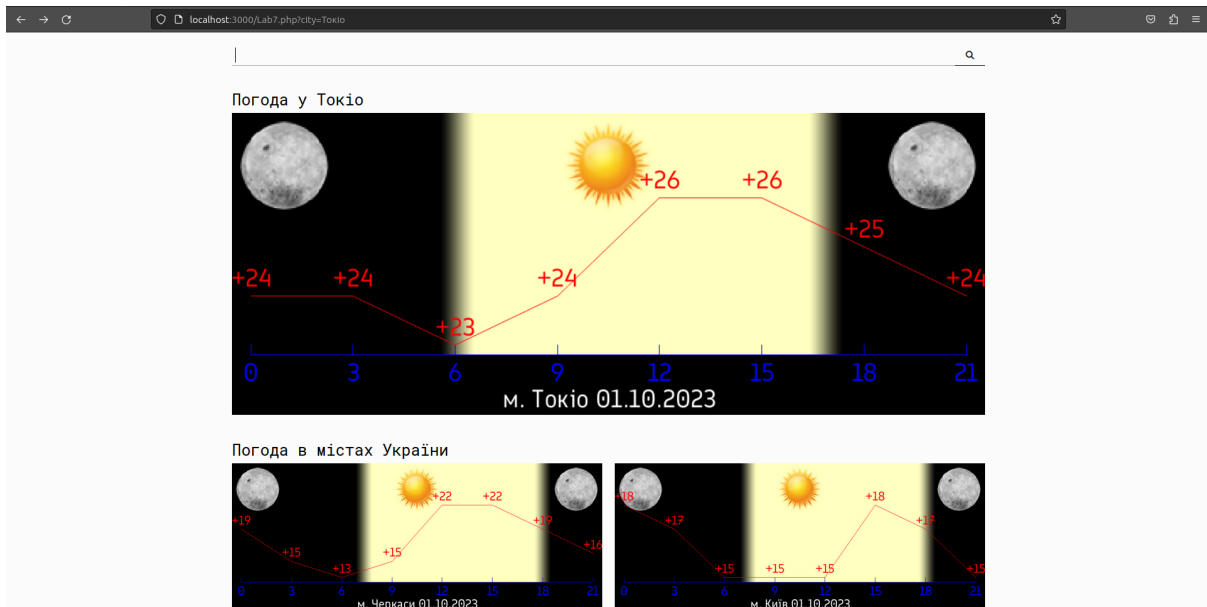 localhost:3000/Lab7.php?city=Токіо
Погода у Токіо
+26 +26
+25
+24 +24 +24 +24
+23
0 3 6 9 12 15 18 21
м. Токіо 01.10.2023
Погода в містах України
+22 +22
+19 +19
+16
+15 +15
+13
0 3 6 9 12 15 18 21
м. Черкаси 01.10.2023
+18 +18
+17 +17
+15 +15 +15 +15
0 3 6 9 12 15 18 21
м. Київ 01.10.2023